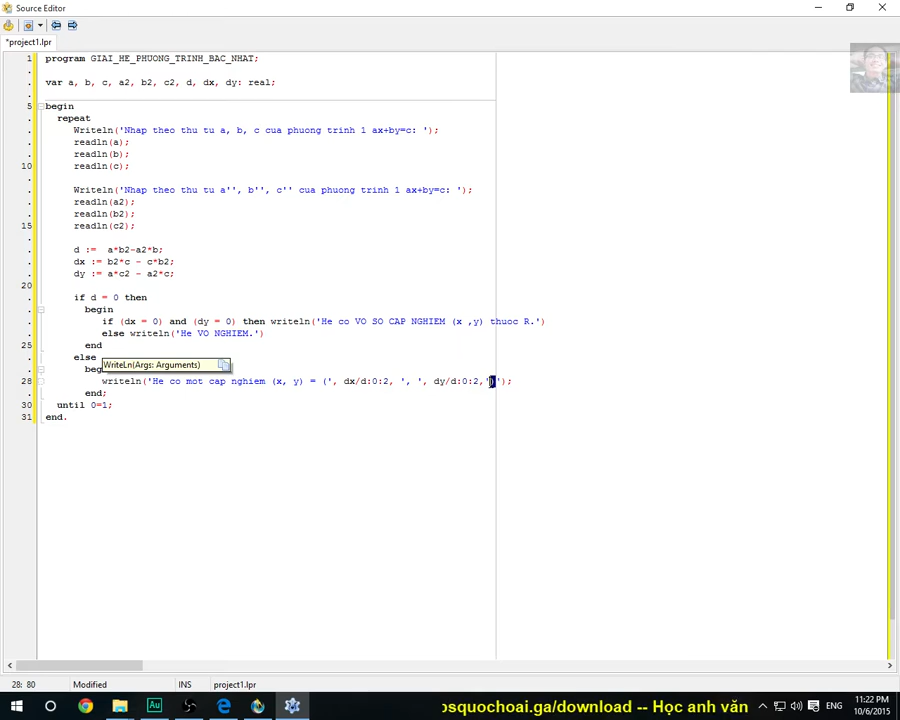 Source Editor
*project1.lpr
1 program GIAI_HE_PHUONG_TRINH_BAC_NHAT;
var a, b, c, a2, b2, c2, d, dx, dy: real;
5 begin
repeat
Writeln('Nhap theo thu tu a, b, c cua phuong trinh 1 ax+by=c: ');
readln(a);
readln(b);
10 readln(c);
Writeln('Nhap theo thu tu a'', b'', c'' cua phuong trinh 1 ax+by=c: ');
readln(a2);
readln(b2);
15 readln(c2);
d := a*b2-a2*b;
dx := b2*c - c*b2;
dy := a*c2 - a2*c;
20
if d = 0 then
begin
if (dx = 0) and (dy = 0) then writeln('He co VO SO CAP NGHIEM (x ,y) thuoc R.')
else writeln('He VO NGHIEM.')
25 end
else
WriteLn(Args: Arguments)
beg
28 writeln('He co mot cap nghiem (x, y) = (', dx/d:0:2, ', ', dy/d:0:2,')');
end;
30 until 0=1;
31 end.
28: 80 Modified INS project1.lpr
Au
osquochoai.ga/download -- Học anh văn
ENG
11:22 PM
10/6/2015